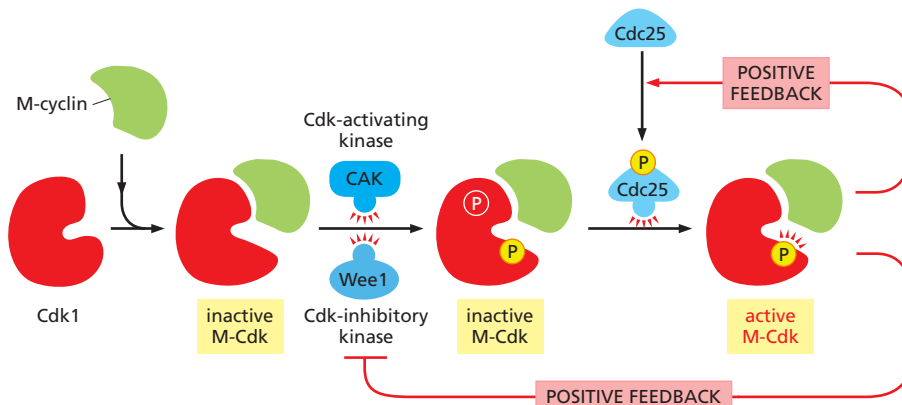 Cdc25
POSITIVE
FEEDBACK
M-cyclin
Cdk-activating
kinase
CAK
P
Cdc25
P
P
P
Wee1
Cdk1
inactive
M-Cdk
Cdk-inhibitory
kinase
inactive
M-Cdk
active
M-Cdk
POSITIVE FEEDBACK